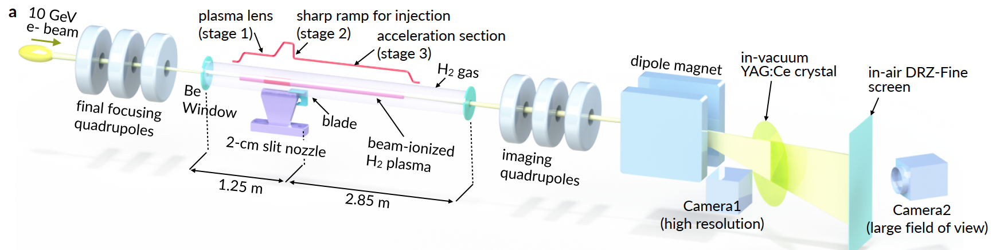 a
10 GeV
e- beam
plasma lens
(stage 1)
sharp ramp for injection
(stage 2)
acceleration section
(stage 3)
H₂ gas
dipole magnet
in-vacuum
YAG:Ce crystal
in-air DRZ-Fine
screen
Be
Window
final focusing
quadrupoles
blade
2-cm slit nozzle
beam-ionized
H₂ plasma
imaging
quadrupoles
1.25 m
2.85 m
Camera1
(high resolution)
Camera2
(large field of view)